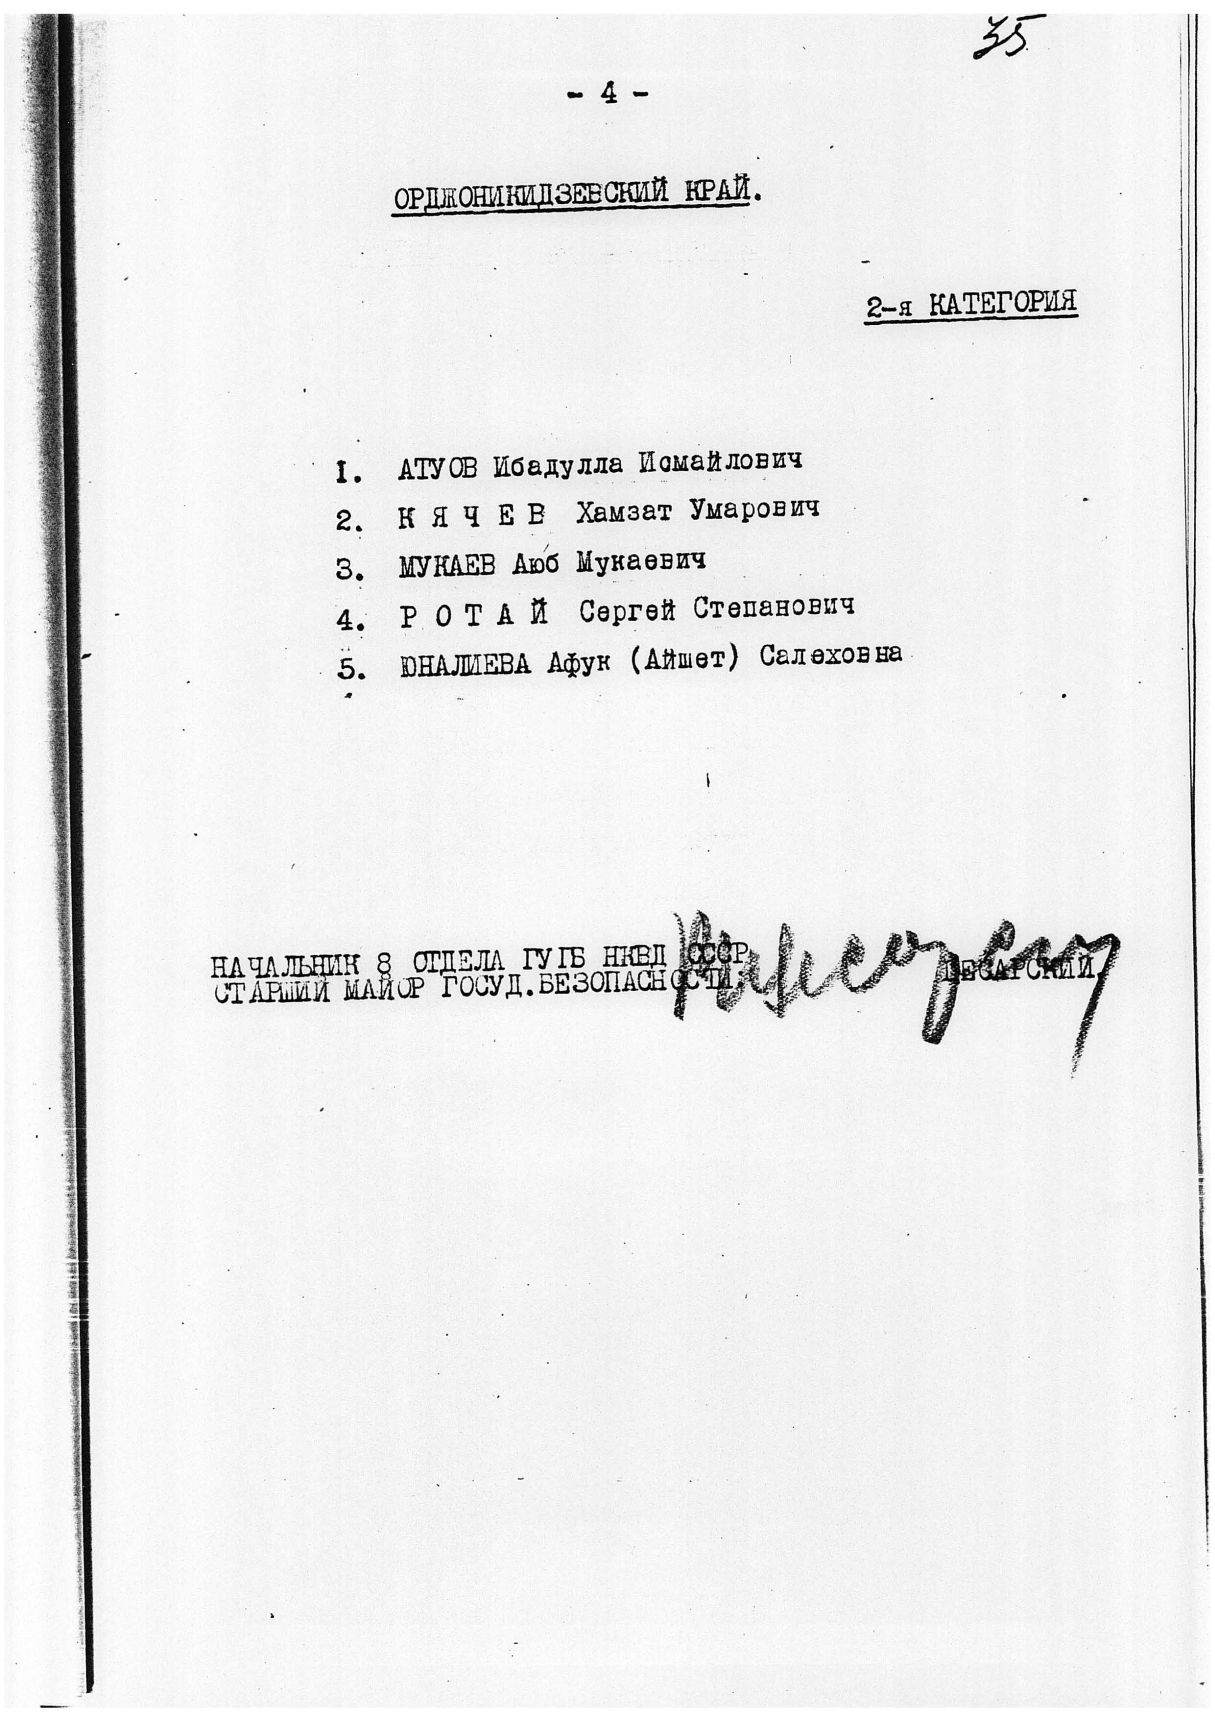 35
- 4 -
ОРДЖОНИКИДЗЕВСКИЙ КРАЙ.
2-я КАТЕГОРИЯ
1. АТУОВ Ибадулла Исмайлович
2. К Я Ч Е В Хамзат Умарович
3. МУКАЕВ Аюб Мукаевич
4. Р О Т А Й Сергей Степанович
5. ЮНАЛИЕВА Афук (Айшет) Салеховна
НАЧАЛЬНИК 8 ОТДЕЛА ГУГБ НКВД СССР
СТАРШИЙ МАЙОР ГОСУД.БЕЗОПАСНОСТИ. ЦЕСАРСКИЙ.